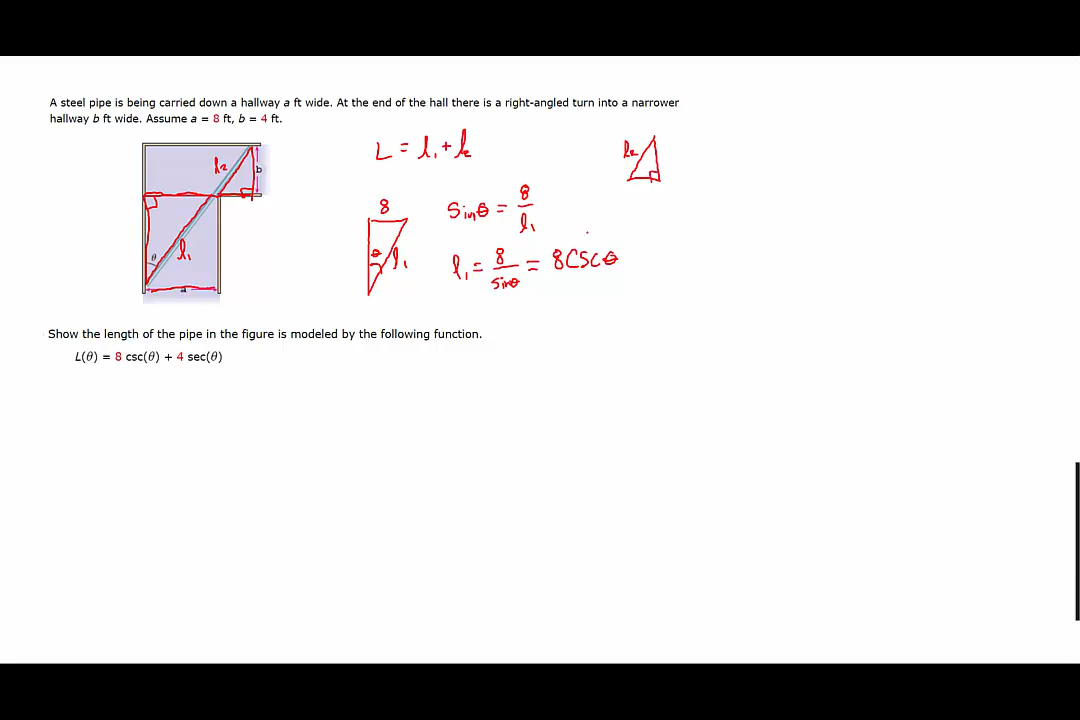 A steel pipe is being carried down a hallway a ft wide. At the end of the hall there is a right-angled turn into a narrower
hallway b ft wide. Assume a = 8 ft, b = 4 ft.
l2
b
θ
l1
a
L = l1 + l2
8
θ
l1
sinθ = 8/l1
l1 = 8/sinθ = 8cscθ
l2
Show the length of the pipe in the figure is modeled by the following function.
L(θ) = 8 csc(θ) + 4 sec(θ)